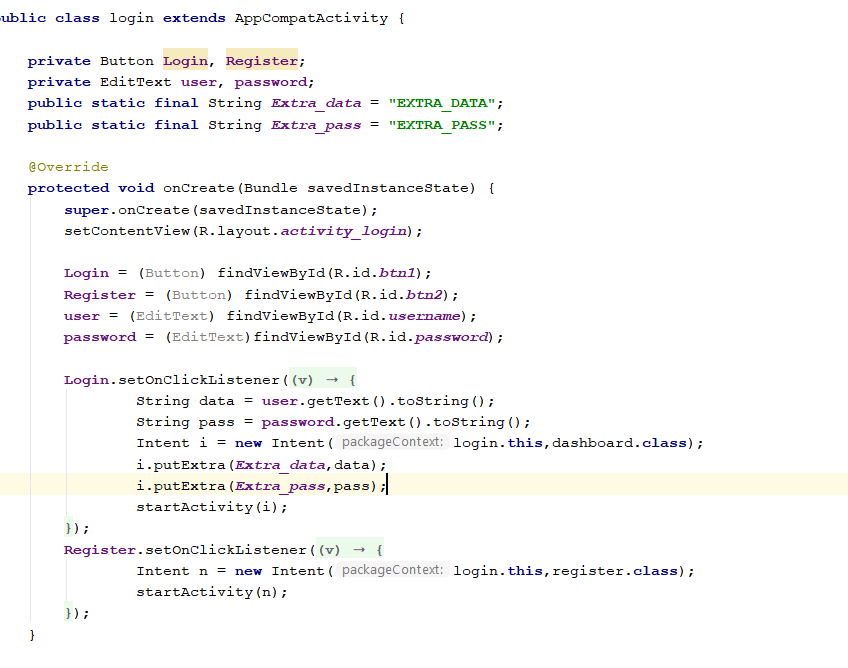 ublic class login extends AppCompatActivity {
private Button Login, Register;
private EditText user, password;
public static final String Extra_data = "EXTRA_DATA";
public static final String Extra_pass = "EXTRA_PASS";
@Override
protected void onCreate(Bundle savedInstanceState) {
super.onCreate(savedInstanceState);
setContentView(R.layout.activity_login);
Login = (Button) findViewById(R.id.btn1);
Register = (Button) findViewById(R.id.btn2);
user = (EditText) findViewById(R.id.username);
password = (EditText)findViewById(R.id.password);
Login.setOnClickListener((v) → {
String data = user.getText().toString();
String pass = password.getText().toString();
Intent i = new Intent( packageContext: login.this,dashboard.class);
i.putExtra(Extra_data,data);
i.putExtra(Extra_pass,pass);
startActivity(i);
});
Register.setOnClickListener((v) → {
Intent n = new Intent( packageContext: login.this,register.class);
startActivity(n);
});
}